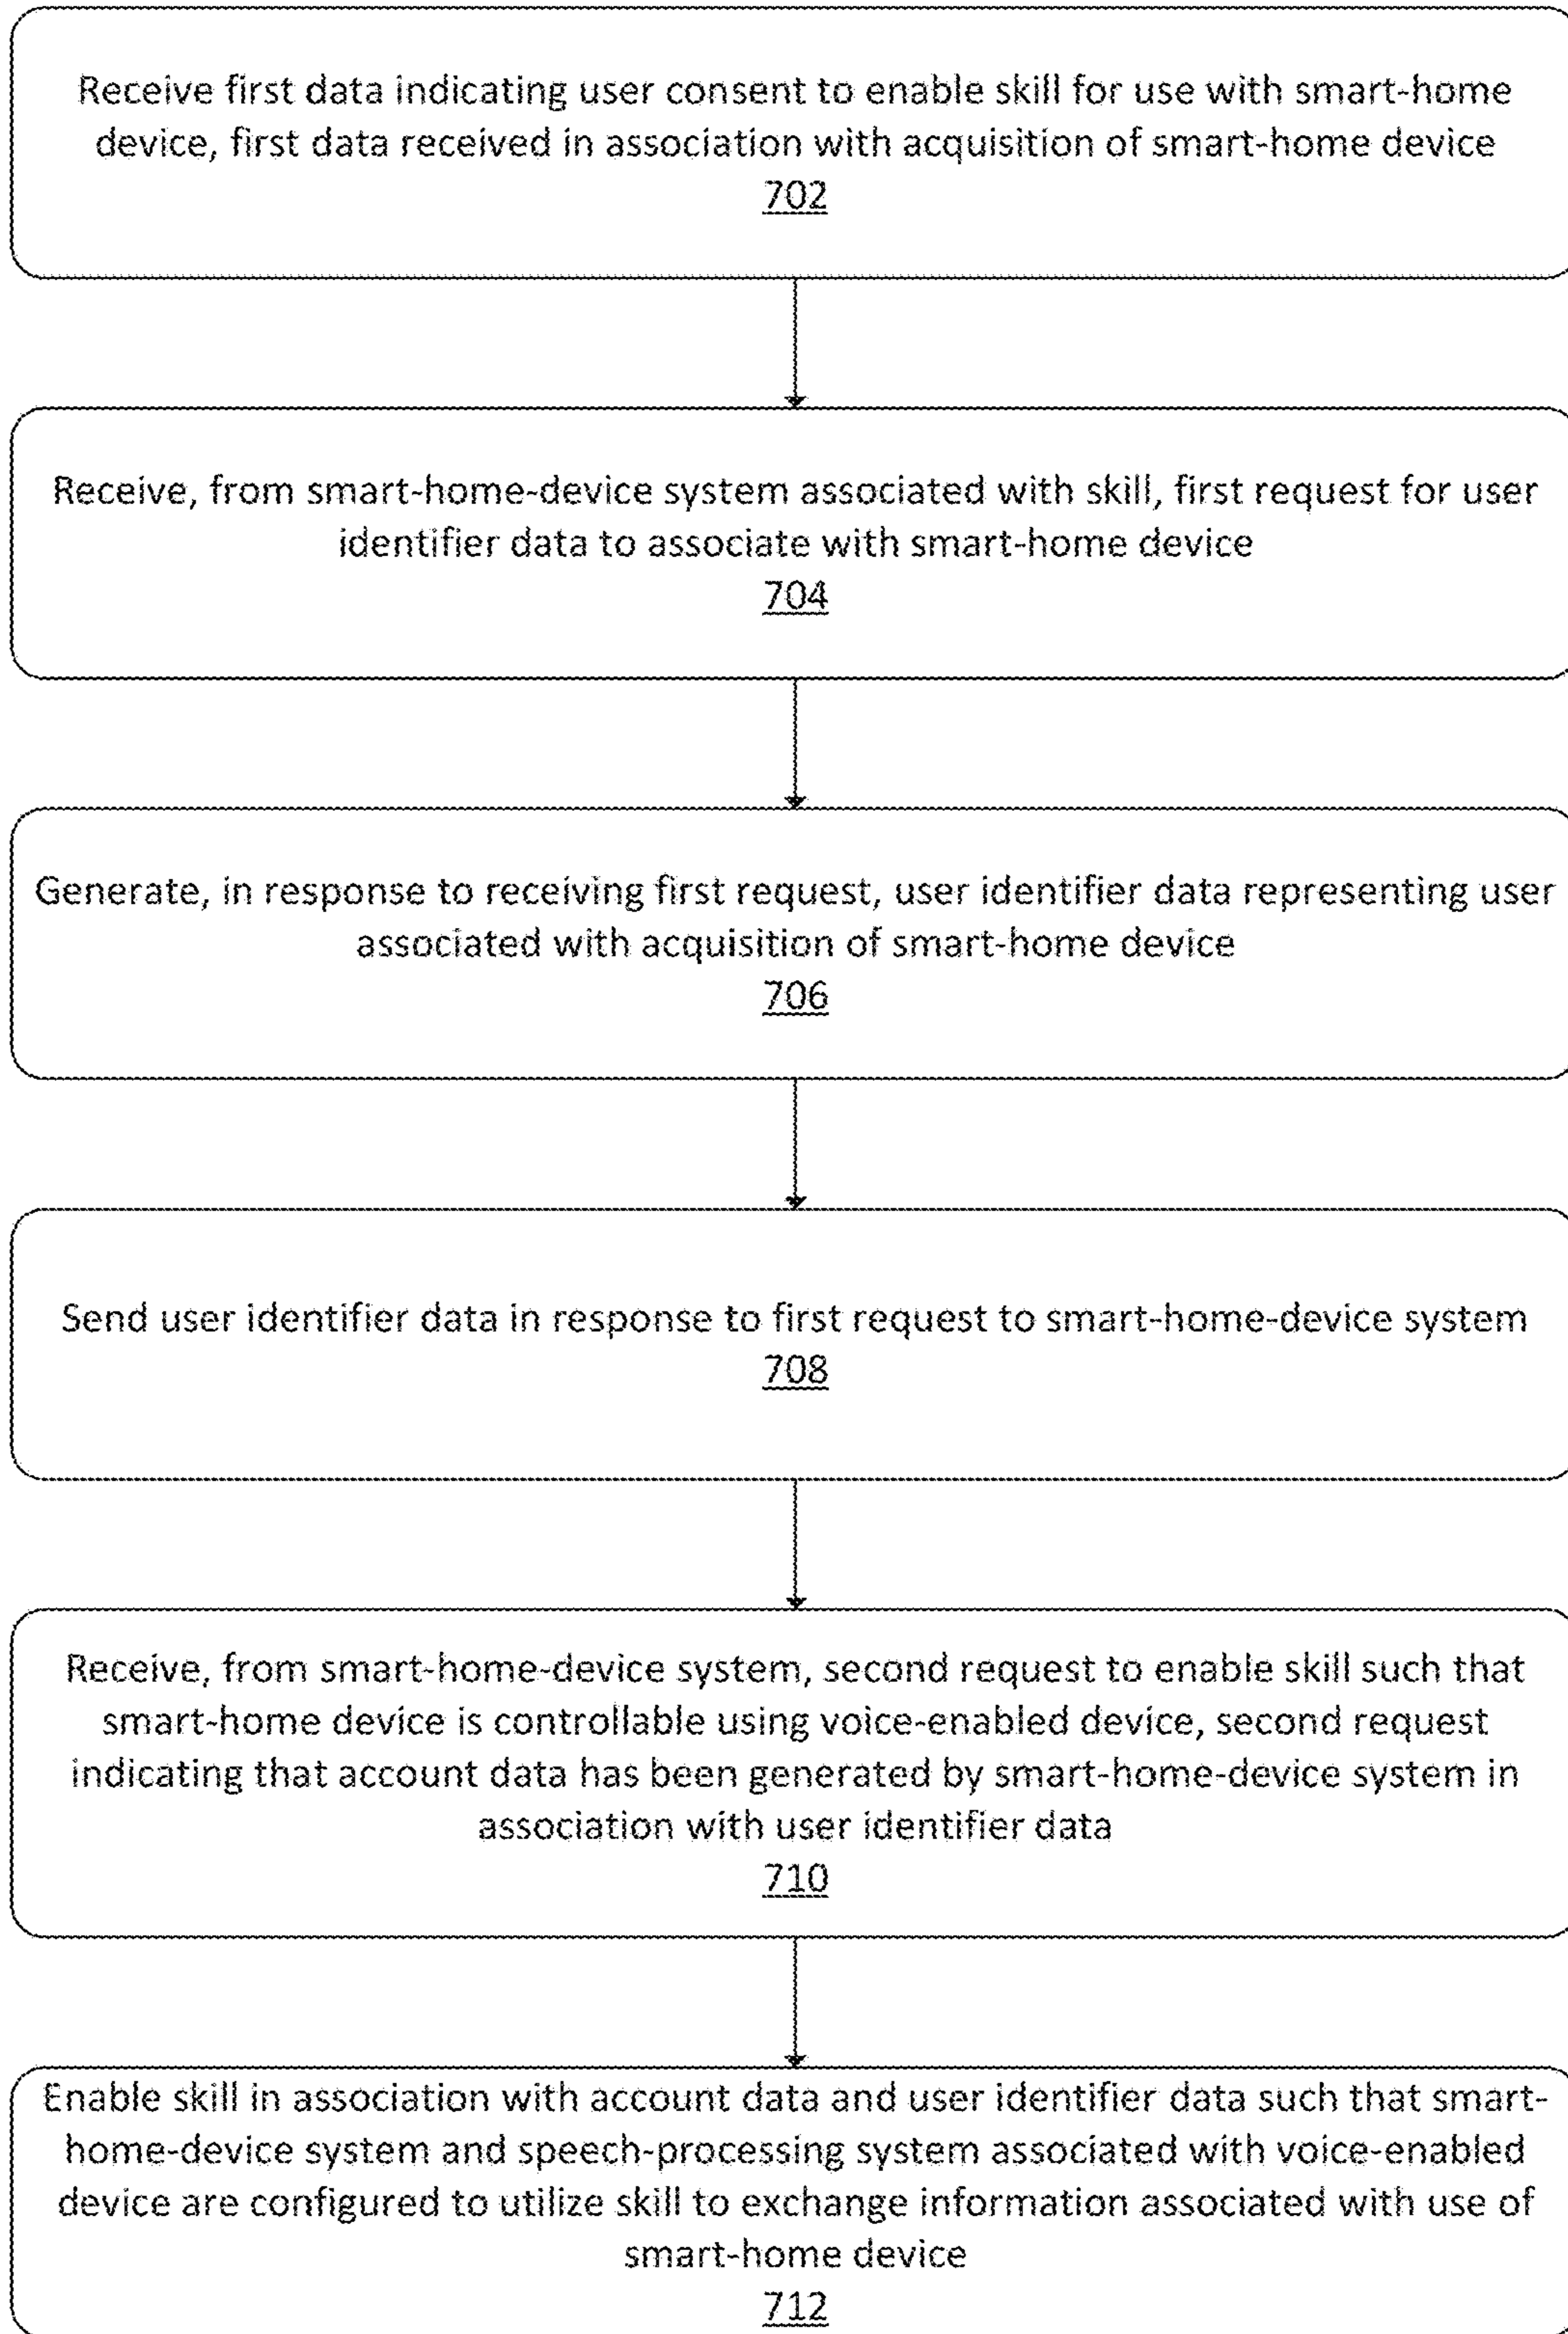 Receive first data indicating user consent to enable skill for use with smart-home
device, first data received in association with acquisition of smart-home device
702
Receive, from smart-home-device system associated with skill, first request for user
identifier data to associate with smart-home device
704
Generate, in response to receiving first request, user identifier data representing user
associated with acquisition of smart-home device
706
Send user identifier data in response to first request to smart-home-device system
708
Receive, from smart-home-device system, second request to enable skill such that
smart-home device is controllable using voice-enabled device, second request
indicating that account data has been generated by smart-home-device system in
association with user identifier data
710
Enable skill in association with account data and user identifier data such that smart-
home-device system and speech-processing system associated with voice-enabled
device are configured to utilize skill to exchange information associated with use of
smart-home device
712